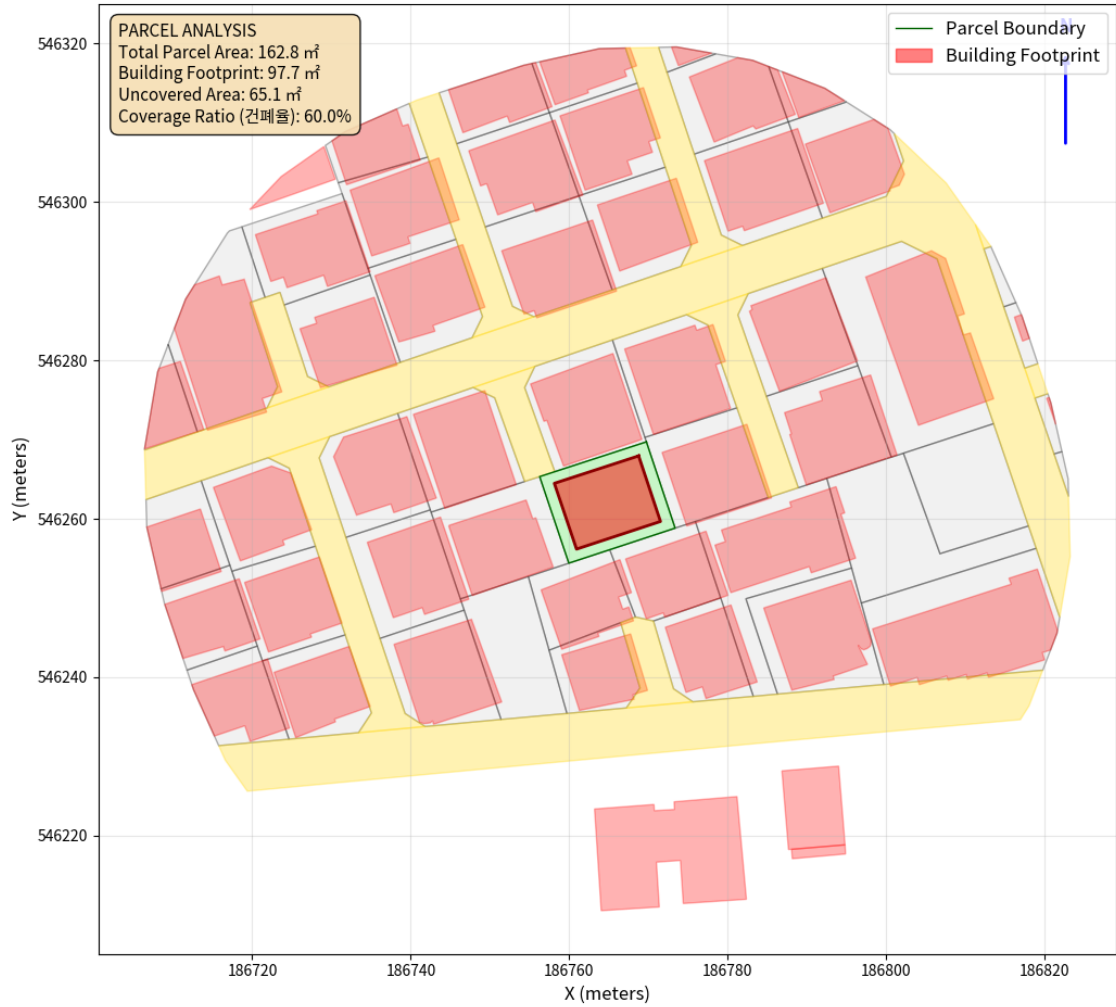 PARCEL ANALYSIS
Total Parcel Area: 162.8 ㎡
Building Footprint: 97.7 ㎡
Uncovered Area: 65.1 ㎡
Coverage Ratio (건폐율): 60.0%
Parcel Boundary
Building Footprint
N
546320
546300
546280
546260
546240
546220
Y (meters)
186720
186740
186760
186780
186800
186820
X (meters)